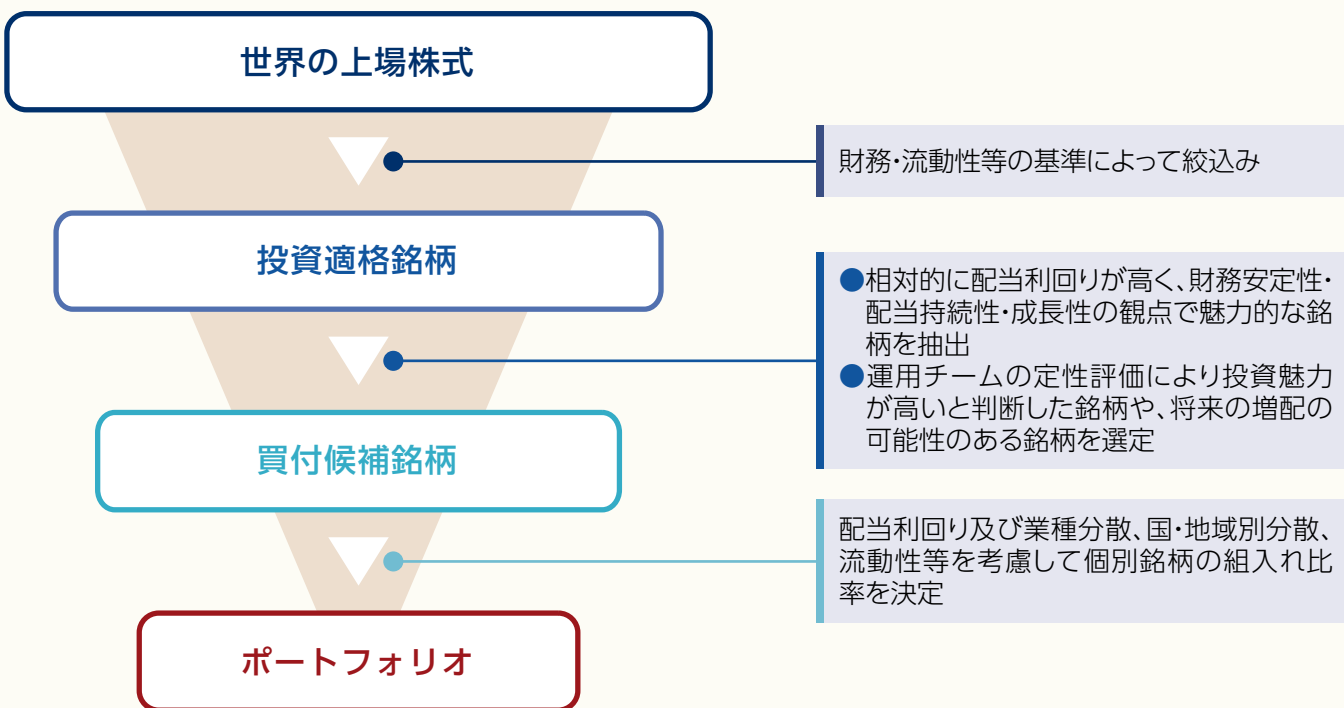 世界の上場株式
財務・流動性等の基準によって絞込み
投資適格銘柄
●相対的に配当利回りが高く、財務安定性・
配当持続性・成長性の観点で魅力的な銘
柄を抽出
●運用チームの定性評価により投資魅力
が高いと判断した銘柄や、将来の増配の
可能性のある銘柄を選定
買付候補銘柄
配当利回り及び業種分散、国・地域別分散、
流動性等を考慮して個別銘柄の組入れ比
率を決定
ポートフォリオ